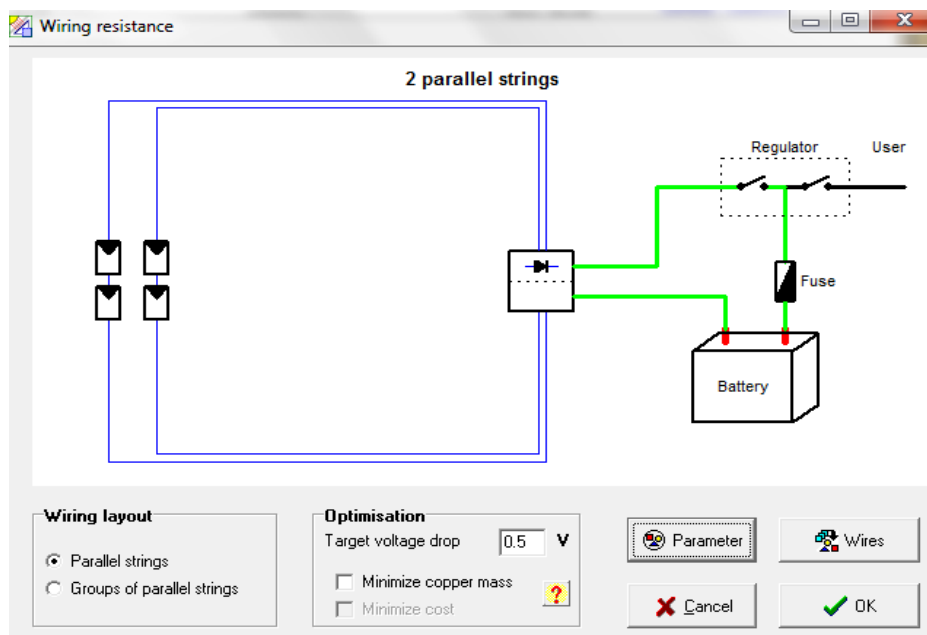 Wiring resistance
2 parallel strings
Regulator
User
Fuse
Battery
Wiring layout
Parallel strings
Groups of parallel strings
Optimisation
Target voltage drop 0.5 V
Minimize copper mass
?
Minimize cost
Parameter
Wires
Cancel
OK